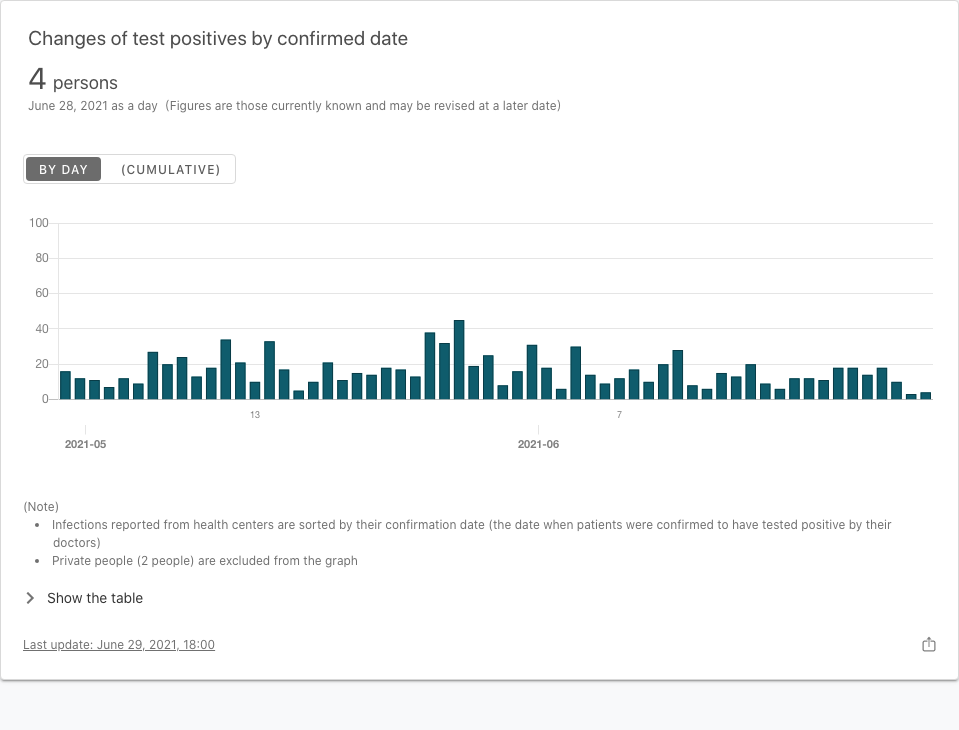 Changes of test positives by confirmed date
4 persons
June 28, 2021 as a day (Figures are those currently known and may be revised at a later date)
BY DAY (CUMULATIVE)
100
80
60
40
20
0
13 7
2021-05 2021-06
(Note)
• Infections reported from health centers are sorted by their confirmation date (the date when patients were confirmed to have tested positive by their
doctors)
• Private people (2 people) are excluded from the graph
Show the table
Last update: June 29, 2021, 18:00